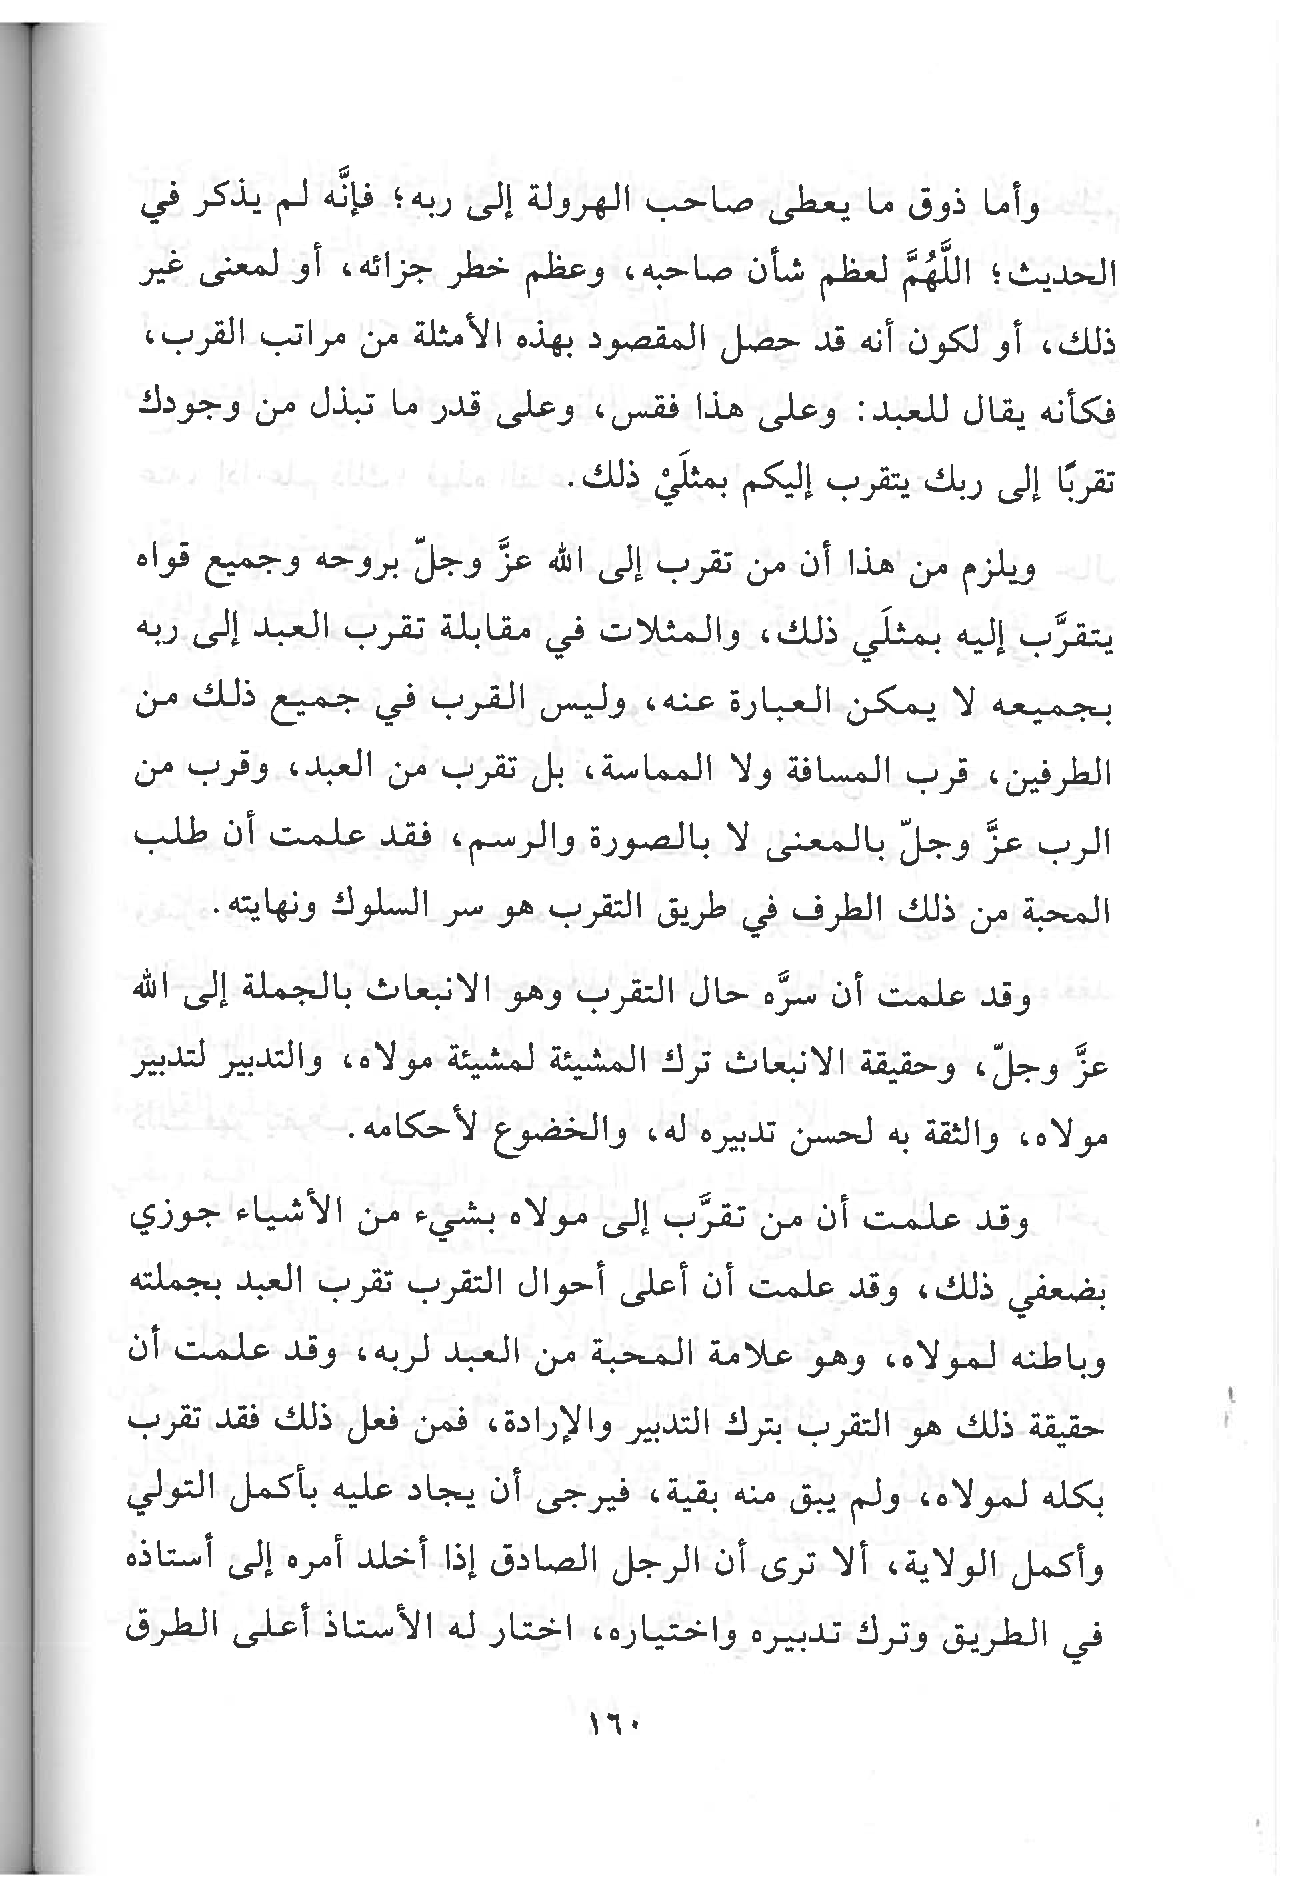 وأما ذوق ما يعطى صاحب الهرولة إلى ربه؛ فإنَّه لم يذكر في
الحديث؛ اللَّهُمَّ لعظم شأن صاحبه، وعظم خطر جزائه، أو لمعنى غير
ذلك، أو لكون أنه قد حصل المقصود بهذه الأمثلة من مراتب القرب،
فكأنه يقال للعبد: وعلى هذا فقس، وعلى قدر ما تبذل من وجودك
تقربًا إلى ربك يتقرب إليكم بمثلَيْ ذلك.
ويلزم من هذا أن من تقرب إلى الله عزَّ وجلّ بروحه وجميع قواه
يتقرَّب إليه بمثلَي ذلك، والمثلات في مقابلة تقرب العبد إلى ربه
بجميعه لا يمكن العبارة عنه، وليس القرب في جميع ذلك من
الطرفين، قرب المسافة ولا المماسة، بل تقرب من العبد، وقرب من
الرب عزَّ وجلّ بالمعنى لا بالصورة والرسم، فقد علمت أن طلب
المحبة من ذلك الطرف في طريق التقرب هو سر السلوك ونهايته.
وقد علمت أن سرَّه حال التقرب وهو الانبعاث بالجملة إلى الله
عزَّ وجلّ، وحقيقة الانبعاث ترك المشيئة لمشيئة مولاه، والتدبير لتدبير
مولاه، والثقة به لحسن تدبيره له، والخضوع لأحكامه.
وقد علمت أن من تقرَّب إلى مولاه بشيء من الأشياء جوزي
بضعفي ذلك، وقد علمت أن أعلى أحوال التقرب تقرب العبد بجملته
وباطنه لمولاه، وهو علامة المحبة من العبد لربه، وقد علمت أن
حقيقة ذلك هو التقرب بترك التدبير والإرادة، فمن فعل ذلك فقد تقرب
بكله لمولاه، ولم يبق منه بقية، فيرجى أن يجاد عليه بأكمل التولي
وأكمل الولاية، ألا ترى أن الرجل الصادق إذا أخلد أمره إلى أستاذه
في الطريق وترك تدبيره واختياره، اختار له الأستاذ أعلى الطرق
١٦٠